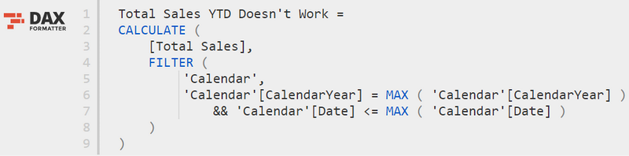 DAX
FORMATTER
1 Total Sales YTD Doesn't Work =
2 CALCULATE (
3     [Total Sales],
4     FILTER (
5         'Calendar',
6         'Calendar'[CalendarYear] = MAX ( 'Calendar'[CalendarYear] )
7             && 'Calendar'[Date] <= MAX ( 'Calendar'[Date] )
8     )
9 )